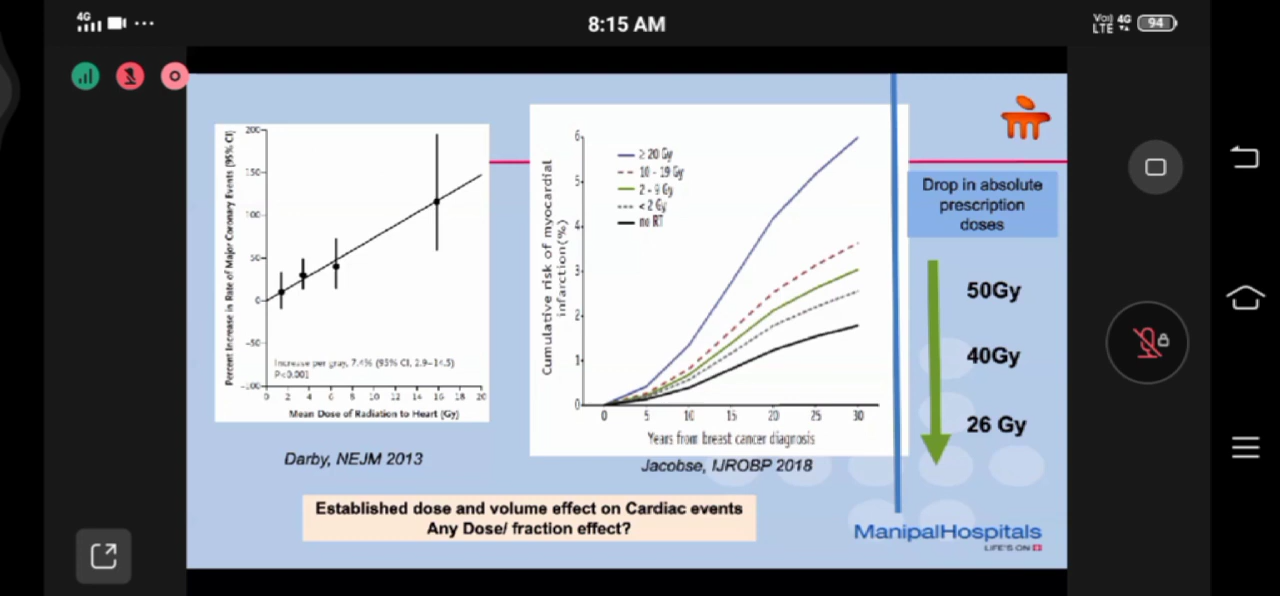 4G
8:15 AM
Vo)
LTE
4G
94
200
150
100
50
0
-50
-100
Percent Increase in Rate of Major Coronary Events (95% CI)
Increase per gray, 7.4% (95% CI, 2.9–14.5)
P<0.001
0 2 4 6 8 10 12 14 16 18 20
Mean Dose of Radiation to Heart (Gy)
Darby, NEJM 2013
Cumulative risk of myocardial
infarction(%)
6
5
4
3
2
1
0
≥ 20 Gy
10 - 19 Gy
2 - 9 Gy
< 2 Gy
no RT
0 5 10 15 20 25 30
Years from breast cancer diagnosis
Jacobse, IJROBP 2018
Established dose and volume effect on Cardiac events
Any Dose/ fraction effect?
Drop in absolute
prescription
doses
50Gy
40Gy
26 Gy
ManipalHospitals
LIFE'S ON